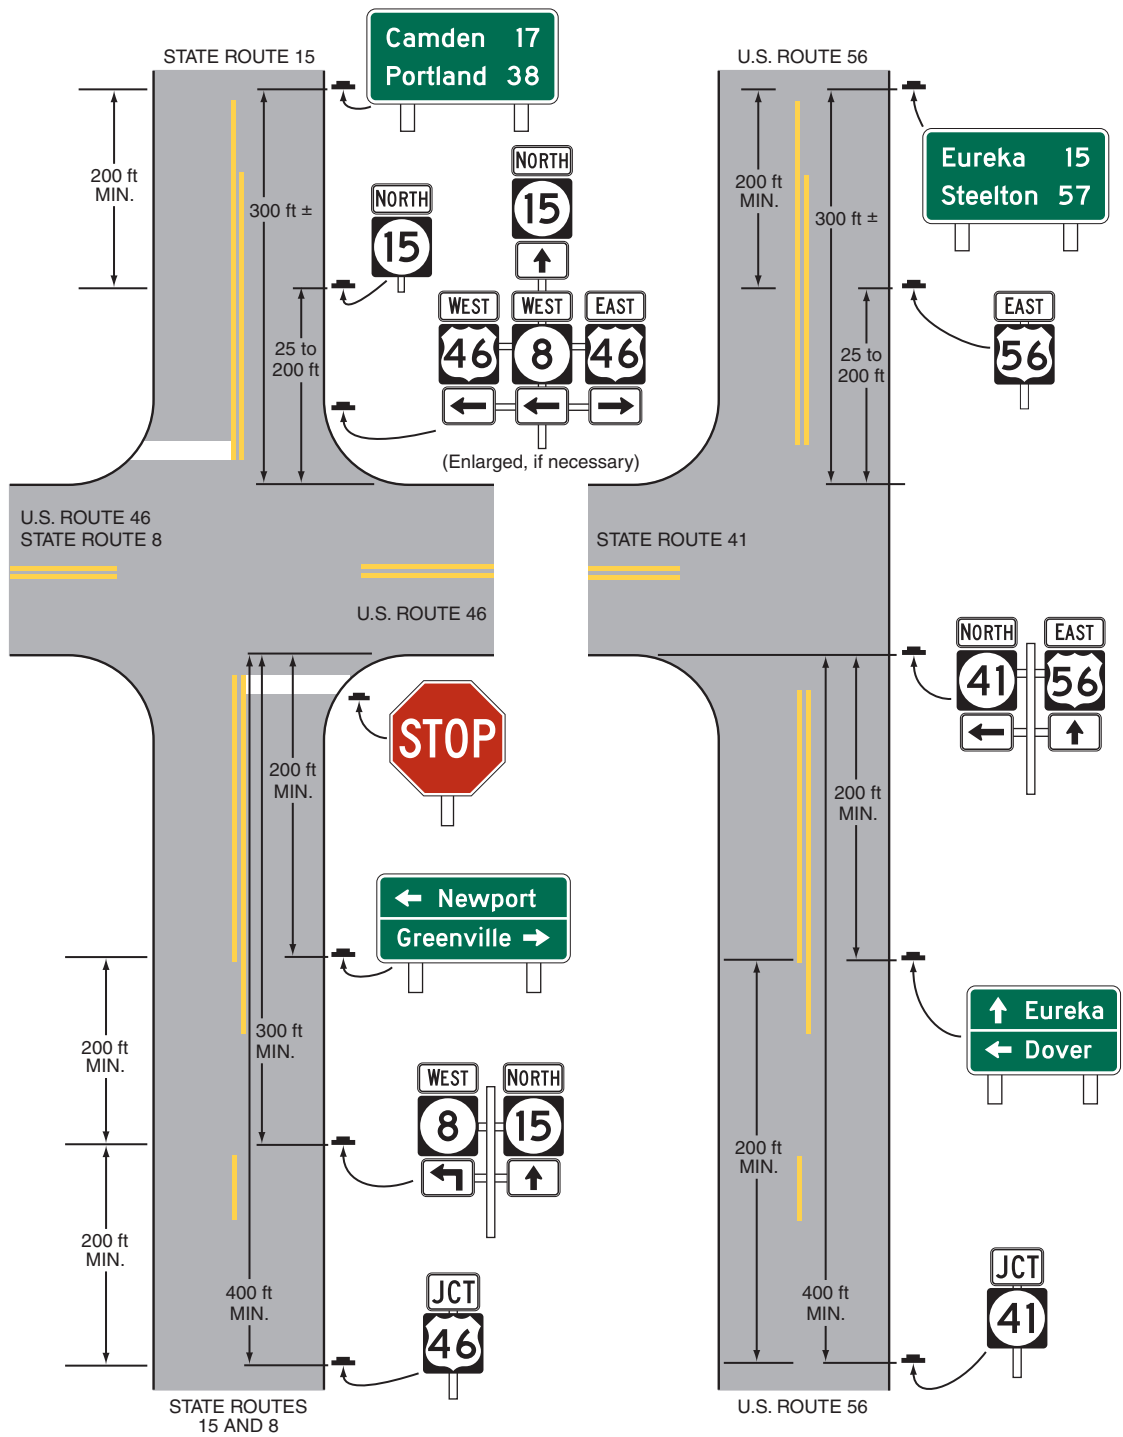 STATE ROUTE 15
Camden 17
Portland 38
200 ft
MIN.
300 ft ±
NORTH
15
NORTH
15
25 to
200 ft
WEST
46
WEST
8
EAST
46
(Enlarged, if necessary)
U.S. ROUTE 46
STATE ROUTE 8
U.S. ROUTE 46
STOP
200 ft
MIN.
Newport
Greenville
300 ft
MIN.
200 ft
MIN.
WEST
8
NORTH
15
200 ft
MIN.
400 ft
MIN.
JCT
46
STATE ROUTES
15 AND 8
U.S. ROUTE 56
Eureka 15
Steelton 57
200 ft
MIN.
300 ft ±
EAST
56
25 to
200 ft
STATE ROUTE 41
NORTH
41
EAST
56
200 ft
MIN.
Eureka
Dover
200 ft
MIN.
400 ft
MIN.
JCT
41
U.S. ROUTE 56